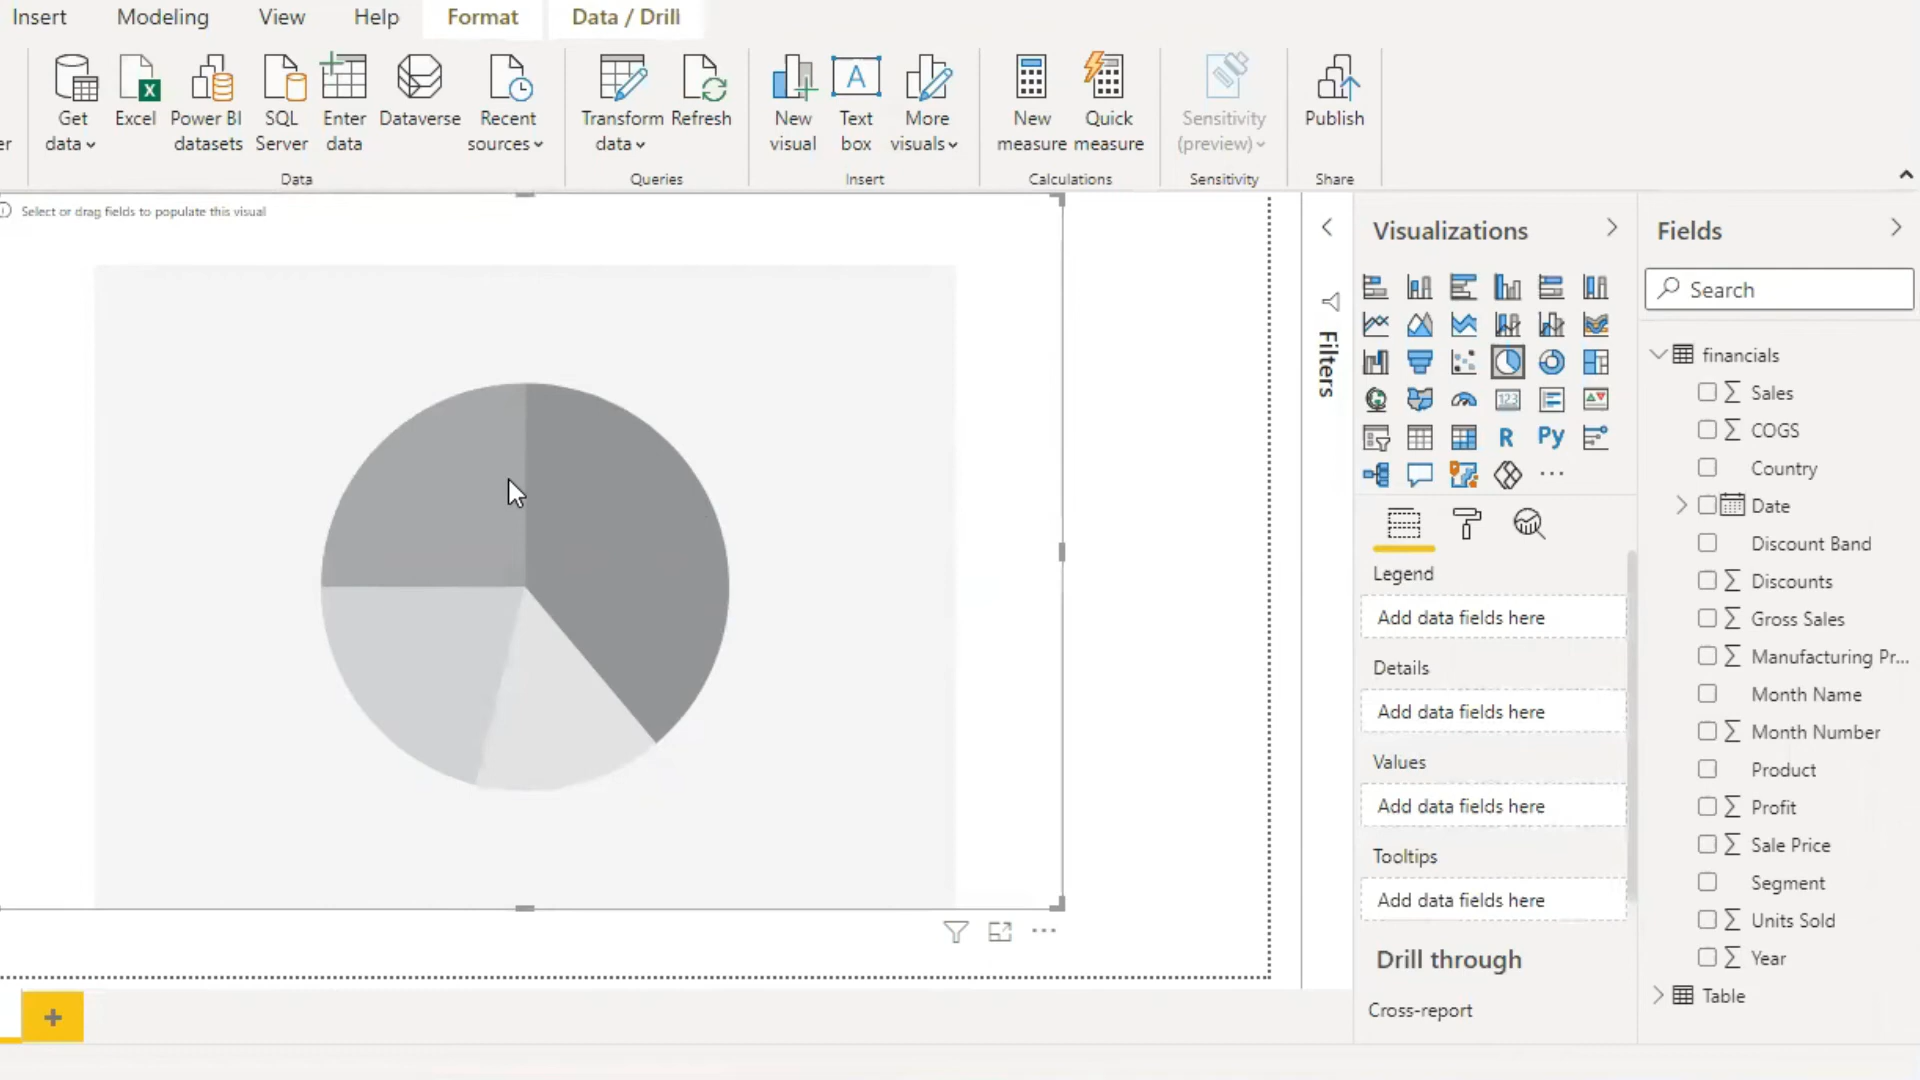 Insert Modeling View Help Format Data / Drill
er
Get data
Excel
Power BI datasets
SQL Server
Enter data
Dataverse
Recent sources
Transform data
Refresh
New visual
Text box
More visuals
New measure
Quick measure
Sensitivity (preview)
Publish
Data Queries Insert Calculations Sensitivity Share
Select or drag fields to populate this visual
Filters
Visualizations
R Py
123
Legend
Add data fields here
Details
Add data fields here
Values
Add data fields here
Tooltips
Add data fields here
Drill through
Cross-report
Fields
Search
financials
Σ Sales
Σ COGS
Country
Date
Discount Band
Σ Discounts
Σ Gross Sales
Σ Manufacturing Pr...
Month Name
Σ Month Number
Product
Σ Profit
Σ Sale Price
Segment
Σ Units Sold
Σ Year
Table